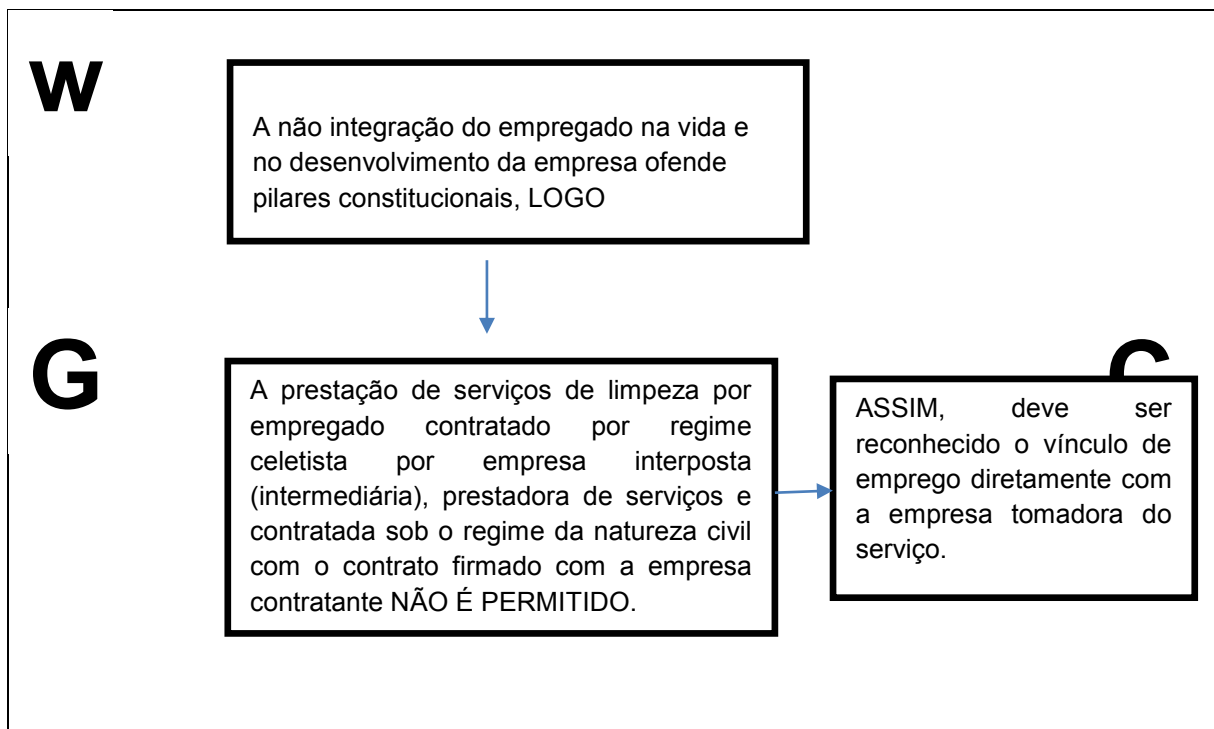 W
A não integração do empregado na vida e
no desenvolvimento da empresa ofende
pilares constitucionais, LOGO
G
A prestação de serviços de limpeza por
empregado contratado por regime
celetista por empresa interposta
(intermediária), prestadora de serviços e
contratada sob o regime da natureza civil
com o contrato firmado com a empresa
contratante NÃO É PERMITIDO.
ASSIM, deve ser
reconhecido o vínculo de
emprego diretamente com
a empresa tomadora do
serviço.